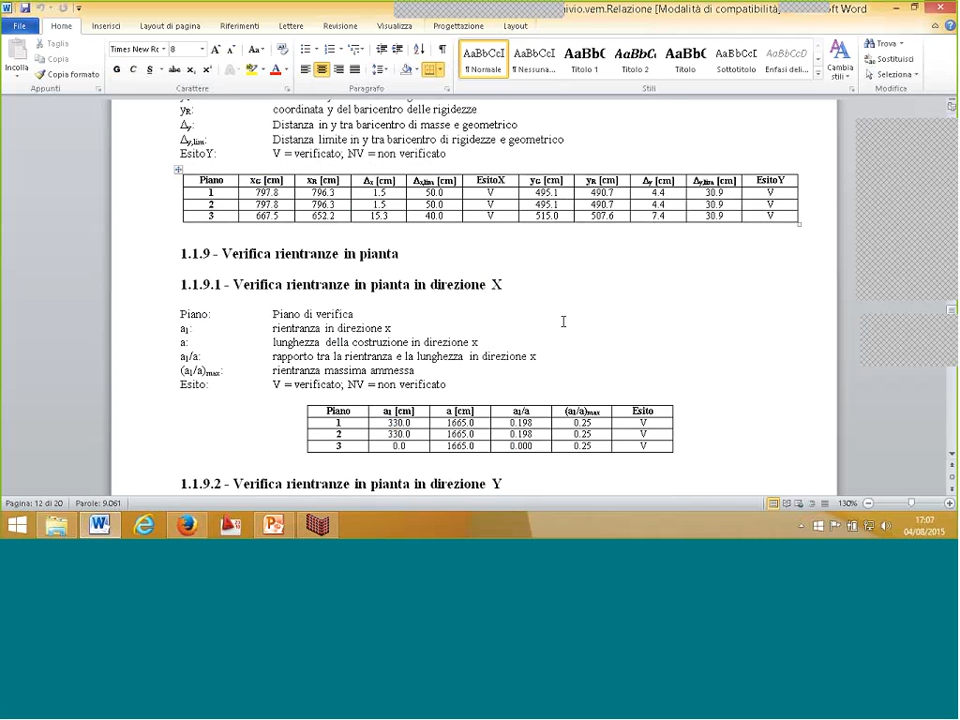 ivio.vem.Relazione [Modalità di compatibilità]
oft Word
File Home Inserisci Layout di pagina Riferimenti Lettere Revisione Visualizza Progettazione Layout
Incolla
Taglia
Copia
Copia formato
Appunti
Times New Ro 8
G C S abc x₂ x²
Carattere
Paragrafo
AaBbCcI AaBbCcI AaBbC AaBbC AaBbC AaBbCcI AaBbCcI
¶ Normale ¶ Nessuna... Titolo 1 Titolo 2 Titolo Sottotitolo Enfasi deli...
Stili
Cambia
stili
Trova
Sostituisci
Seleziona
Modifica
yR: coordinata y del baricentro delle rigidezze
Δy: Distanza in y tra baricentro di masse e geometrico
Δy,lim: Distanza limite in y tra baricentro di rigidezze e geometrico
EsitoY: V = verificato; NV = non verificato
Piano xG [cm] xR [cm] Δx [cm] Δx,lim [cm] EsitoX yG [cm] yR [cm] Δy [cm] Δy,lim [cm] EsitoY
1 797.8 796.3 1.5 50.0 V 495.1 490.7 4.4 30.9 V
2 797.8 796.3 1.5 50.0 V 495.1 490.7 4.4 30.9 V
3 667.5 652.2 15.3 40.0 V 515.0 507.6 7.4 30.9 V
1.1.9 - Verifica rientranze in pianta
1.1.9.1 - Verifica rientranze in pianta in direzione X
Piano: Piano di verifica
a1: rientranza in direzione x
a: lunghezza della costruzione in direzione x
a1/a: rapporto tra la rientranza e la lunghezza in direzione x
(a1/a)max: rientranza massima ammessa
Esito: V = verificato; NV = non verificato
Piano a1 [cm] a [cm] a1/a (a1/a)max Esito
1 330.0 1665.0 0.198 0.25 V
2 330.0 1665.0 0.198 0.25 V
3 0.0 1665.0 0.000 0.25 V
1.1.9.2 - Verifica rientranze in pianta in direzione Y
Pagina: 12 di 20 Parole: 9.061 130%
17:07
04/08/2015